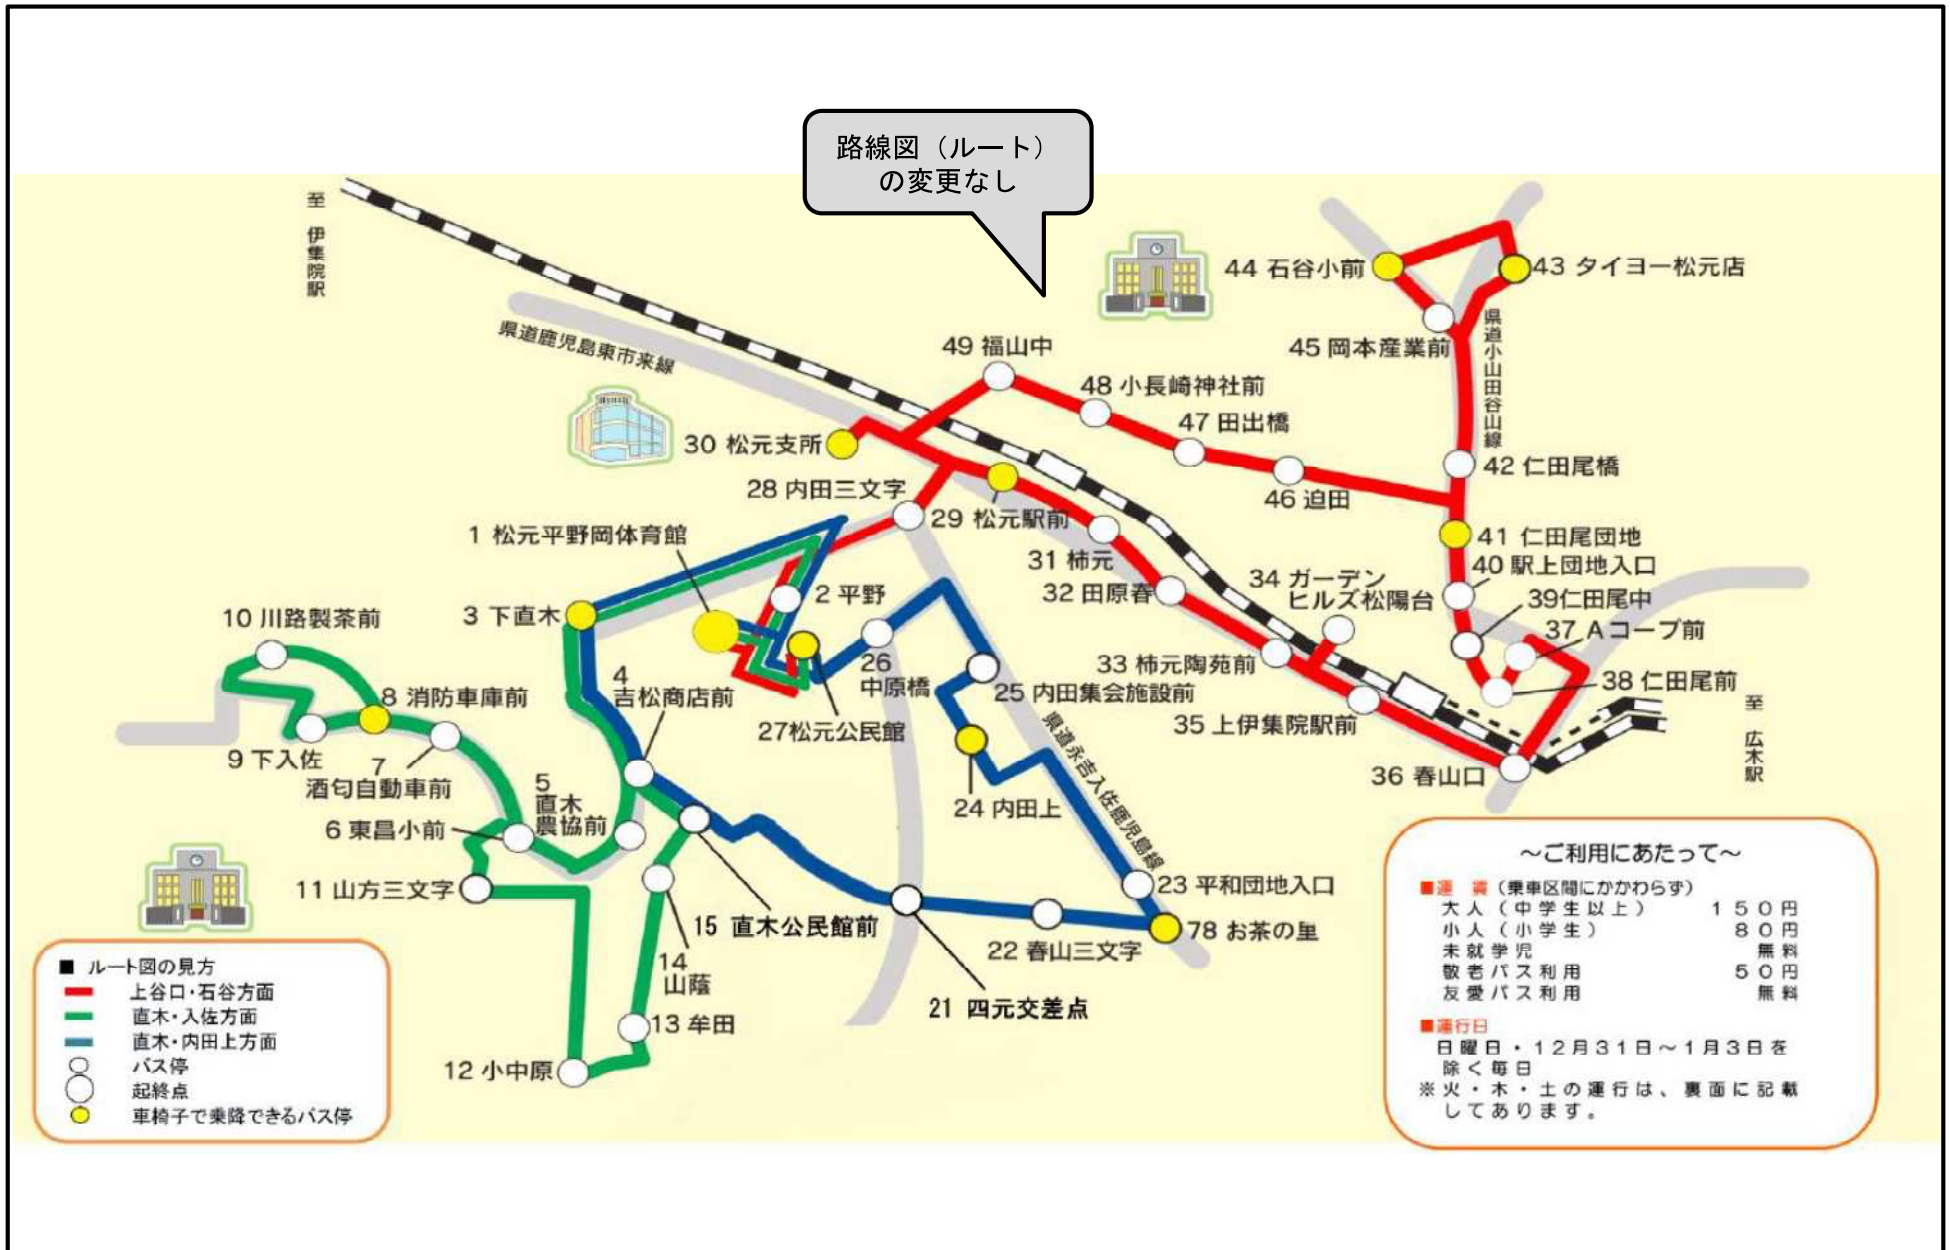 路線図(ルート)
の変更なし
至 伊集院駅
県道鹿児島東市来線
44 石谷小前
43 タイヨー松元店
45 岡本産業前
県道小山田谷山線
49 福山中
48 小長崎神社前
47 田出橋
46 迫田
42 仁田尾橋
41 仁田尾団地
40 駅上団地入口
39仁田尾中
37 Aコープ前
38 仁田尾前
30 松元支所
28 内田三文字
29 松元駅前
31 柿元
32 田原春
34 ガーデン
ヒルズ松陽台
33 柿元陶苑前
35 上伊集院駅前
36 春山口
至 広木駅
1 松元平野岡体育館
2 平野
3 下直木
4
吉松商店前
26
中原橋
25 内田集会施設前
27松元公民館
24 内田上
県道永吉入佐鹿児島線
10 川路製茶前
8 消防車庫前
9 下入佐
7
酒匂自動車前
5
直木
農協前
6 東昌小前
11 山方三文字
15 直木公民館前
14
山蔭
13 牟田
12 小中原
23 平和団地入口
22 春山三文字
78 お茶の里
21 四元交差点
■ ルート図の見方
上谷口・石谷方面
直木・入佐方面
直木・内田上方面
バス停
起終点
車椅子で乗降できるバス停
~ご利用にあたって~
■運 賃(乗車区間にかかわらず)
大人(中学生以上) 150円
小人(小学生) 80円
未就学児 無料
敬老パス利用 50円
友愛パス利用 無料
■運行日
日曜日・12月31日~1月3日を
除く毎日
※火・木・土の運行は、裏面に記載
してあります。